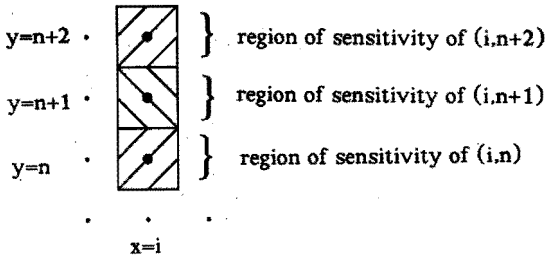 y=n+2 region of sensitivity of (i,n+2)
y=n+1 region of sensitivity of (i,n+1)
y=n region of sensitivity of (i,n)
x=i